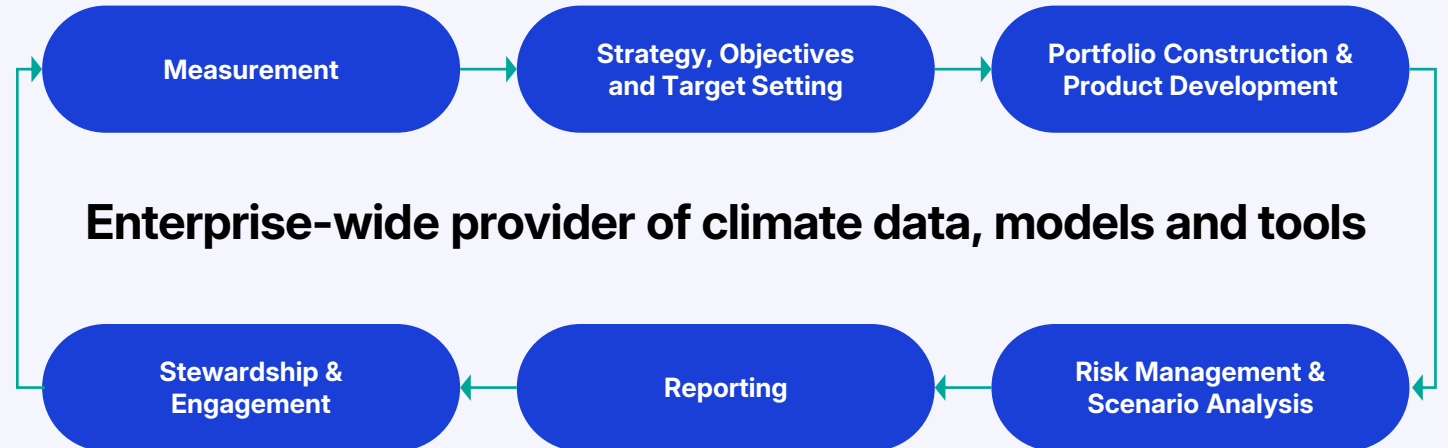 Measurement
Strategy, Objectives
and Target Setting
Portfolio Construction &
Product Development
Enterprise-wide provider of climate data, models and tools
Stewardship &
Engagement
Reporting
Risk Management &
Scenario Analysis